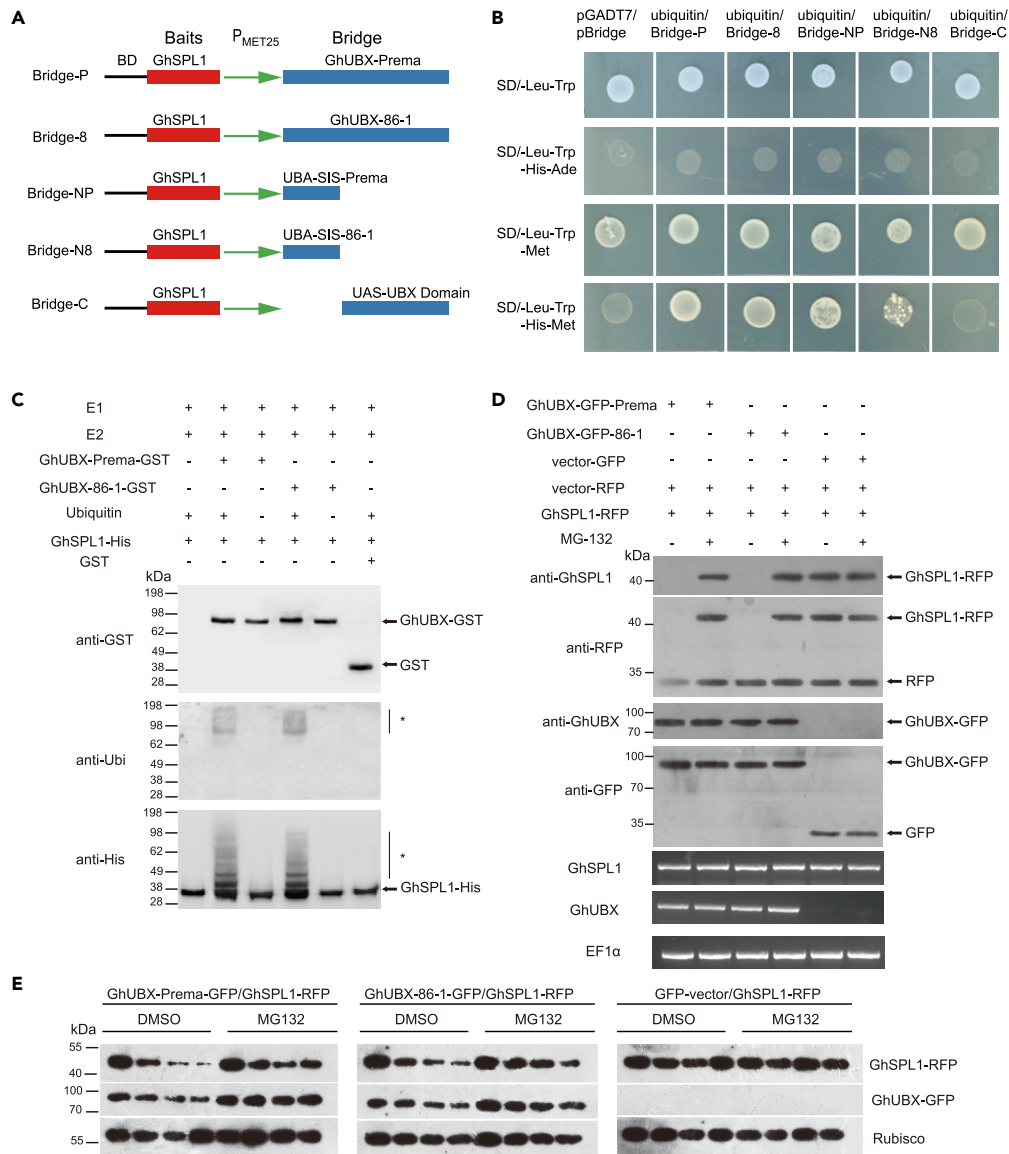 A
Baits
P MET25
Bridge
BD
GhSPL1
GhUBX-Prema
Bridge-P
GhSPL1
GhUBX-86-1
Bridge-8
GhSPL1
UBA-SIS-Prema
Bridge-NP
GhSPL1
UBA-SIS-86-1
Bridge-N8
GhSPL1
UAS-UBX Domain
Bridge-C
B
pGADT7/ ubiquitin/ ubiquitin/ ubiquitin/ ubiquitin/ ubiquitin/
pBridge Bridge-P Bridge-8 Bridge-NP Bridge-N8 Bridge-C
SD/-Leu-Trp
SD/-Leu-Trp
-His-Ade
SD/-Leu-Trp
-Met
SD/-Leu-Trp
-His-Met
C
E1 + + + + + +
E2 + + + + + +
GhUBX-Prema-GST - + + - - -
GhUBX-86-1-GST - - - + + -
Ubiquitin + + - + - +
GhSPL1-His + + + + + +
GST - - - - - +
kDa
198
98
62
49
38
28
anti-GST
GhUBX-GST
GST
198
98
62
49
38
28
anti-Ubi
*
198
98
62
49
38
28
anti-His
*
GhSPL1-His
D
GhUBX-GFP-Prema + + - - - -
GhUBX-GFP-86-1 - - + + - -
vector-GFP - - - - + +
vector-RFP + + + + + +
GhSPL1-RFP + + + + + +
MG-132 - + - + - +
kDa
anti-GhSPL1
40
GhSPL1-RFP
40
GhSPL1-RFP
anti-RFP
35
RFP
anti-GhUBX
100
70
GhUBX-GFP
100
GhUBX-GFP
70
anti-GFP
35
GFP
GhSPL1
GhUBX
EF1α
E
GhUBX-Prema-GFP/GhSPL1-RFP
GhUBX-86-1-GFP/GhSPL1-RFP
GFP-vector/GhSPL1-RFP
DMSO MG132 DMSO MG132 DMSO MG132
kDa
55
40
GhSPL1-RFP
100
70
GhUBX-GFP
55
Rubisco